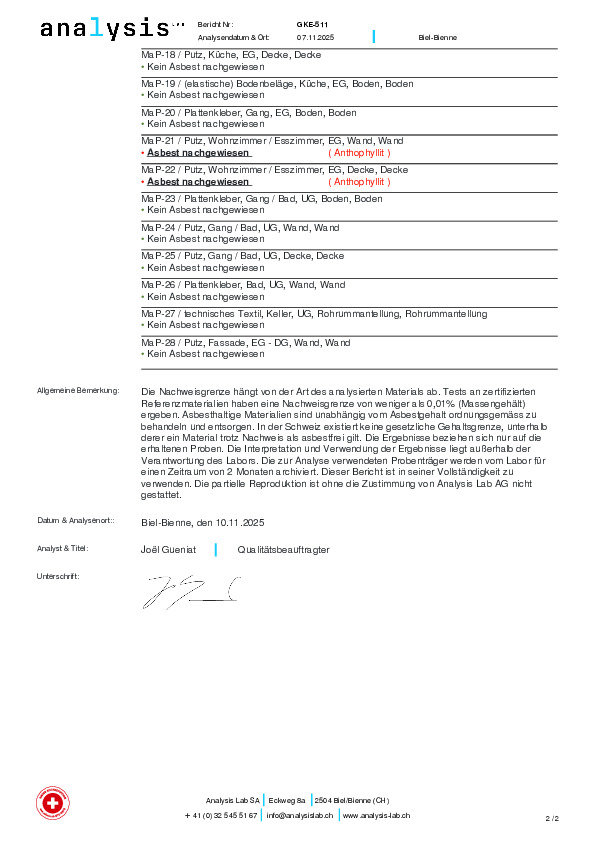 analysis
Bericht Nr: GKE-511
Analysendatum & Ort: 07.11.2025 Biel-Bienne
MaP-18 / Putz, Küche, EG, Decke, Decke
• Kein Asbest nachgewiesen
MaP-19 / (elastische) Bodenbeläge, Küche, EG, Boden, Boden
• Kein Asbest nachgewiesen
MaP-20 / Plattenkleber, Gang, EG, Boden, Boden
• Kein Asbest nachgewiesen
MaP-21 / Putz, Wohnzimmer / Esszimmer, EG, Wand, Wand
• Asbest nachgewiesen ( Anthophyllit )
MaP-22 / Putz, Wohnzimmer / Esszimmer, EG, Decke, Decke
• Asbest nachgewiesen ( Anthophyllit )
MaP-23 / Plattenkleber, Gang / Bad, UG, Boden, Boden
• Kein Asbest nachgewiesen
MaP-24 / Putz, Gang / Bad, UG, Wand, Wand
• Kein Asbest nachgewiesen
MaP-25 / Putz, Gang / Bad, UG, Decke, Decke
• Kein Asbest nachgewiesen
MaP-26 / Plattenkleber, Bad, UG, Wand, Wand
• Kein Asbest nachgewiesen
MaP-27 / technisches Textil, Keller, UG, Rohrummantellung, Rohrummantellung
• Kein Asbest nachgewiesen
MaP-28 / Putz, Fassade, EG - DG, Wand, Wand
• Kein Asbest nachgewiesen
Allgemeine Bemerkung: Die Nachweisgrenze hängt von der Art des analysierten Materials ab. Tests an zertifizierten
Referenzmaterialien haben eine Nachweisgrenze von weniger als 0,01% (Massengehält)
ergeben. Asbesthaltige Materialien sind unabhängig vom Asbestgehalt ordnungsgemäss zu
behandeln und entsorgen. In der Schweiz existiert keine gesetzliche Gehaltsgrenze, unterhalb
derer ein Material trotz Nachweis als asbestfrei gilt. Die Ergebnisse beziehen sich nur auf die
erhaltenen Proben. Die Interpretation und Verwendung der Ergebnisse liegt außerhalb der
Verantwortung des Labors. Die zur Analyse verwendeten Probenträger werden vom Labor für
einen Zeitraum von 2 Monaten archiviert. Dieser Bericht ist in seiner Vollständigkeit zu
verwenden. Die partielle Reproduktion ist ohne die Zustimmung von Analysis Lab AG nicht
gestattet.
Datum & Analysenort:: Biel-Bienne, den 10.11.2025
Analyst & Titel: Joël Gueniat Qualitätsbeauftragter
Unterschrift:
Analysis Lab SA Eckweg 8a 2504 Biel/Bienne (CH)
+ 41 (0) 32 545 51 67 info@analysislab.ch www.analysis-lab.ch
2 / 2